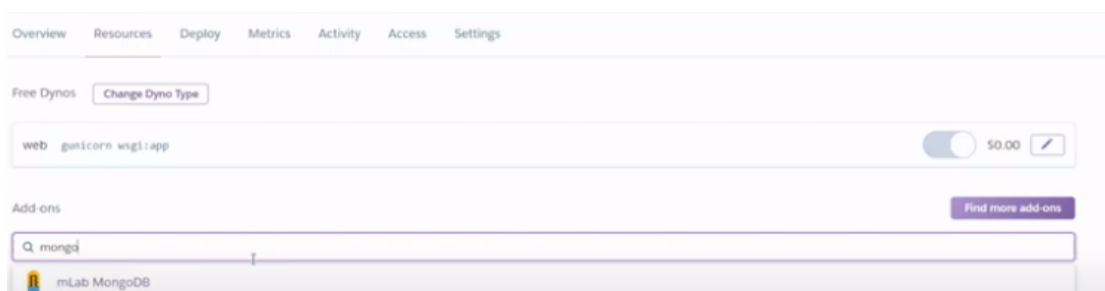 Overview Resources Deploy Metrics Activity Access Settings
Free Dynos Change Dyno Type
web gunicorn wsgi:app $0.00
Add-ons Find more add-ons
mongo
mLab MongoDB